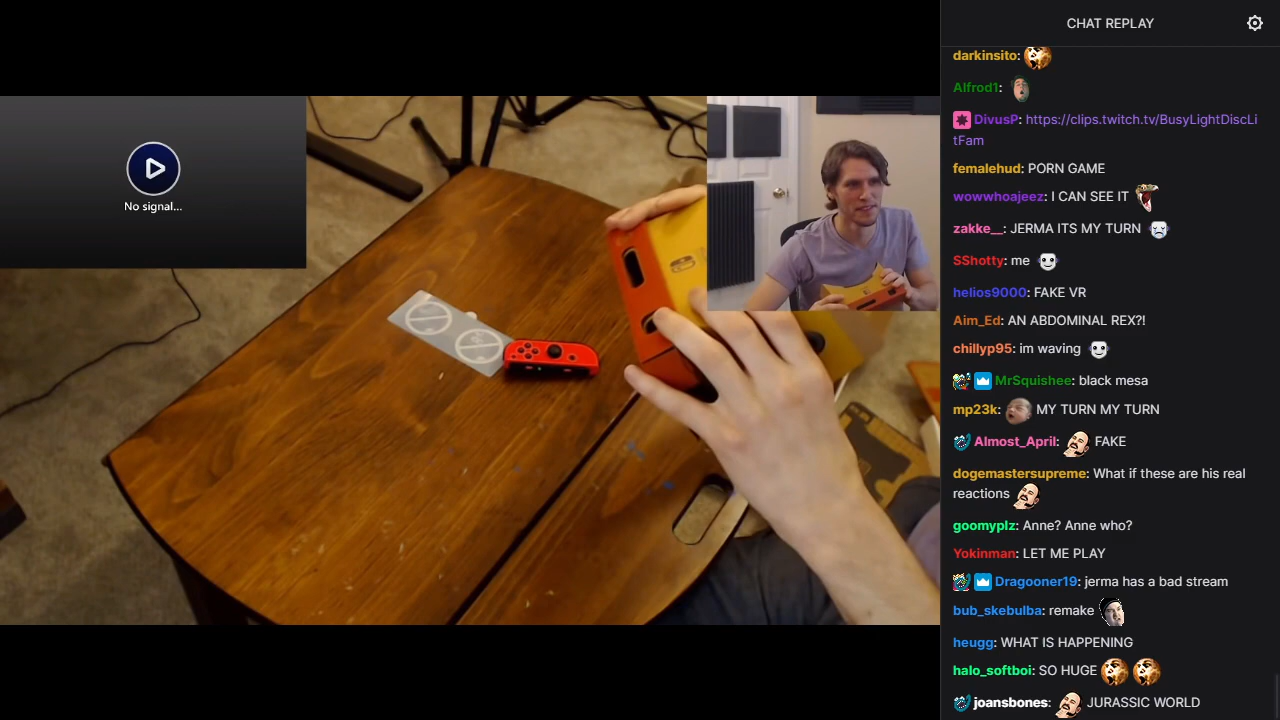 No signal...
CHAT REPLAY
darkinsito:
Alfrod1:
DivusP: https://clips.twitch.tv/BusyLightDiscLi
tFam
femalehud: PORN GAME
wowwhoajeez: I CAN SEE IT
zakke__: JERMA ITS MY TURN
SShotty: me
helios9000: FAKE VR
Aim_Ed: AN ABDOMINAL REX?!
chillyp95: im waving
MrSquishee: black mesa
mp23k: MY TURN MY TURN
Almost_April: FAKE
dogemastersupreme: What if these are his real
reactions
goomyplz: Anne? Anne who?
Yokinman: LET ME PLAY
Dragooner19: jerma has a bad stream
bub_skebulba: remake
heugg: WHAT IS HAPPENING
halo_softboi: SO HUGE
joansbones: JURASSIC WORLD